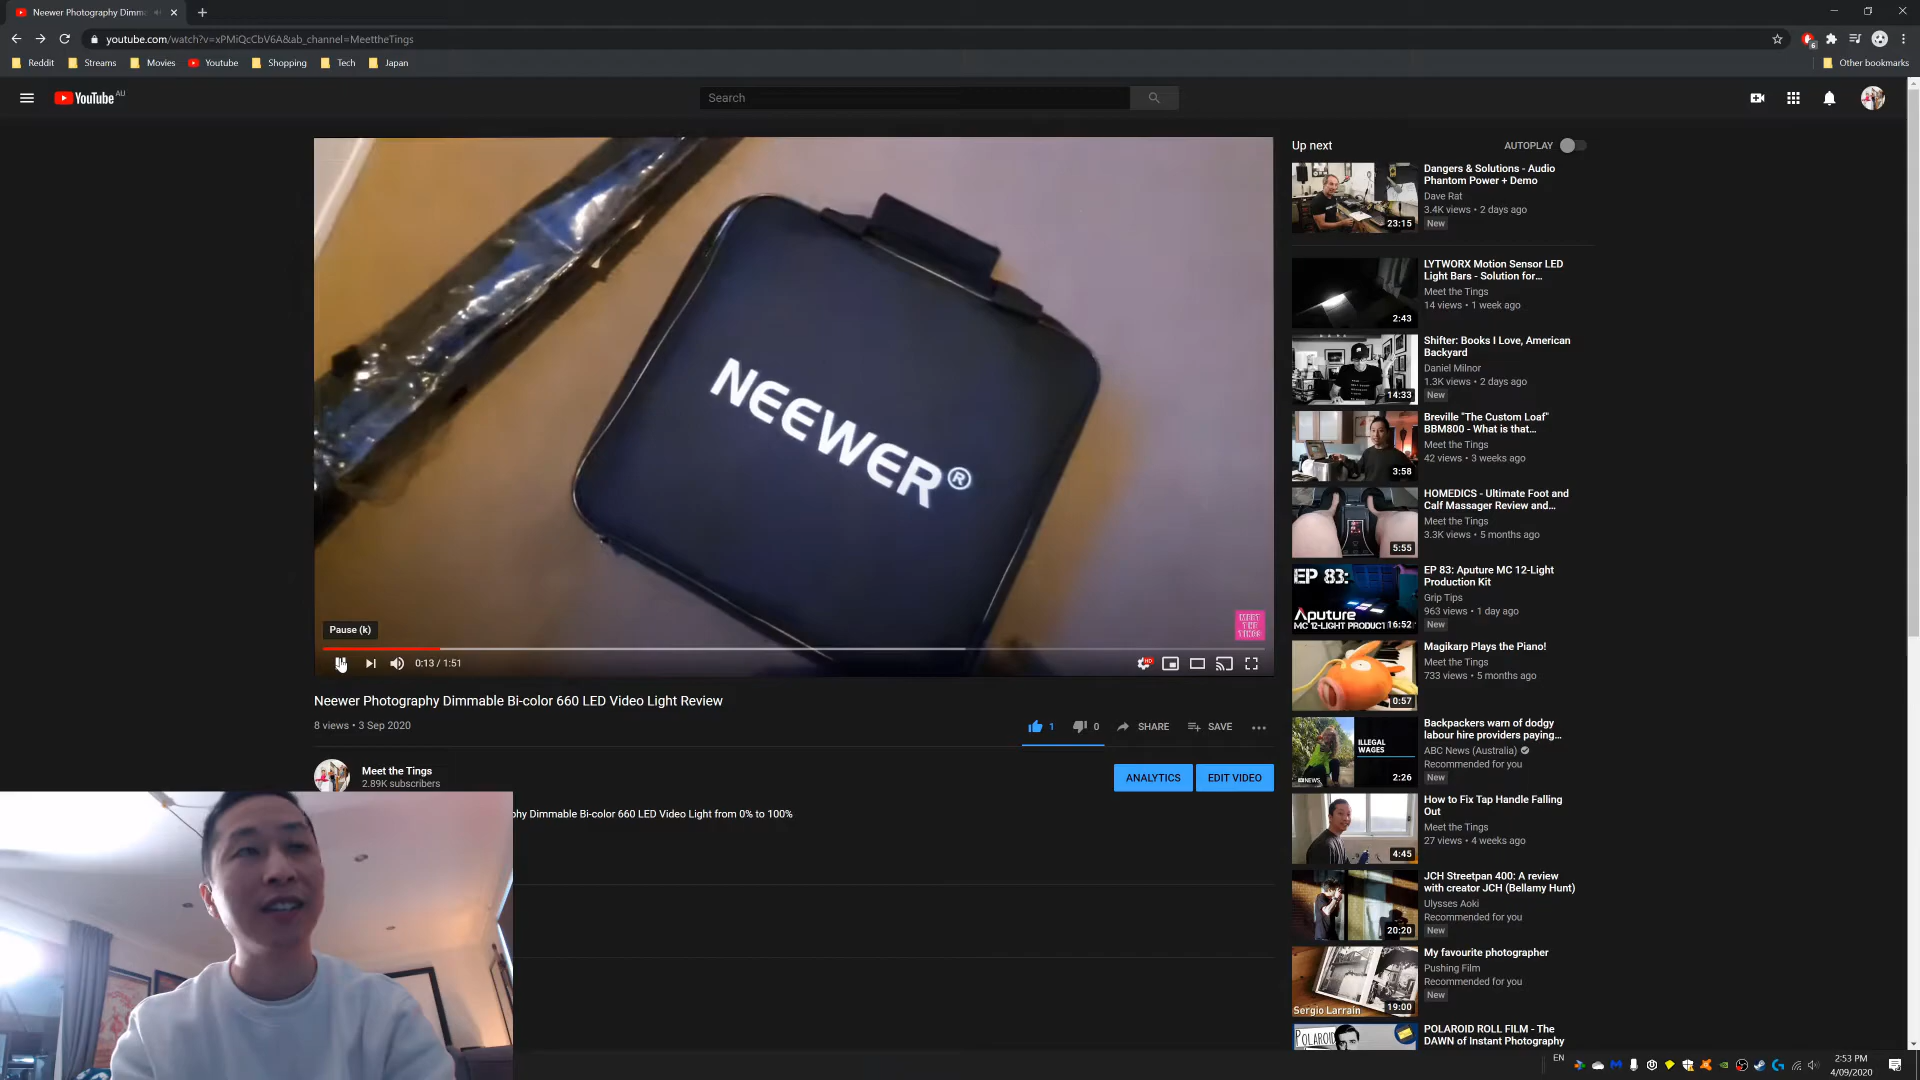 Neewer Photography Dimm
youtube.com/watch?v=xPMiQcCbV6A&ab_channel=MeettheTings
6
Reddit
Streams
Movies
Youtube
Shopping
Tech
Japan
Other bookmarks
YouTube AU
Search
NEEWER®
MEET
THE
TINGS
Pause (k)
0:13 / 1:51
HD
Neewer Photography Dimmable Bi-color 660 LED Video Light Review
8 views • 3 Sep 2020
1
0
SHARE
SAVE
Meet the Tings
2.89K subscribers
ANALYTICS
EDIT VIDEO
phy Dimmable Bi-color 660 LED Video Light from 0% to 100%
Up next
AUTOPLAY
23:15
Dangers & Solutions - Audio
Phantom Power + Demo
Dave Rat
3.4K views • 2 days ago
New
2:43
LYTWORX Motion Sensor LED
Light Bars - Solution for...
Meet the Tings
14 views • 1 week ago
14:33
Shifter: Books I Love, American
Backyard
Daniel Milnor
1.3K views • 2 days ago
New
3:58
Breville "The Custom Loaf"
BBM800 - What is that...
Meet the Tings
42 views • 3 weeks ago
5:55
HOMEDICS - Ultimate Foot and
Calf Massager Review and...
Meet the Tings
3.3K views • 5 months ago
EP 83:
Aputure
MC 12-LIGHT PRODUCT
16:52
EP 83: Aputure MC 12-Light
Production Kit
Grip Tips
963 views • 1 day ago
New
0:57
Magikarp Plays the Piano!
Meet the Tings
733 views • 5 months ago
ILLEGAL
WAGES
NEWS
2:26
Backpackers warn of dodgy
labour hire providers paying...
ABC News (Australia)
Recommended for you
New
4:45
How to Fix Tap Handle Falling
Out
Meet the Tings
27 views • 4 weeks ago
20:20
JCH Streetpan 400: A review
with creator JCH (Bellamy Hunt)
Ulysses Aoki
Recommended for you
New
Sergio Larrain
19:00
My favourite photographer
Pushing Film
Recommended for you
New
POLAROID
POLAROID ROLL FILM - The
DAWN of Instant Photography
EN
2:53 PM
4/09/2020